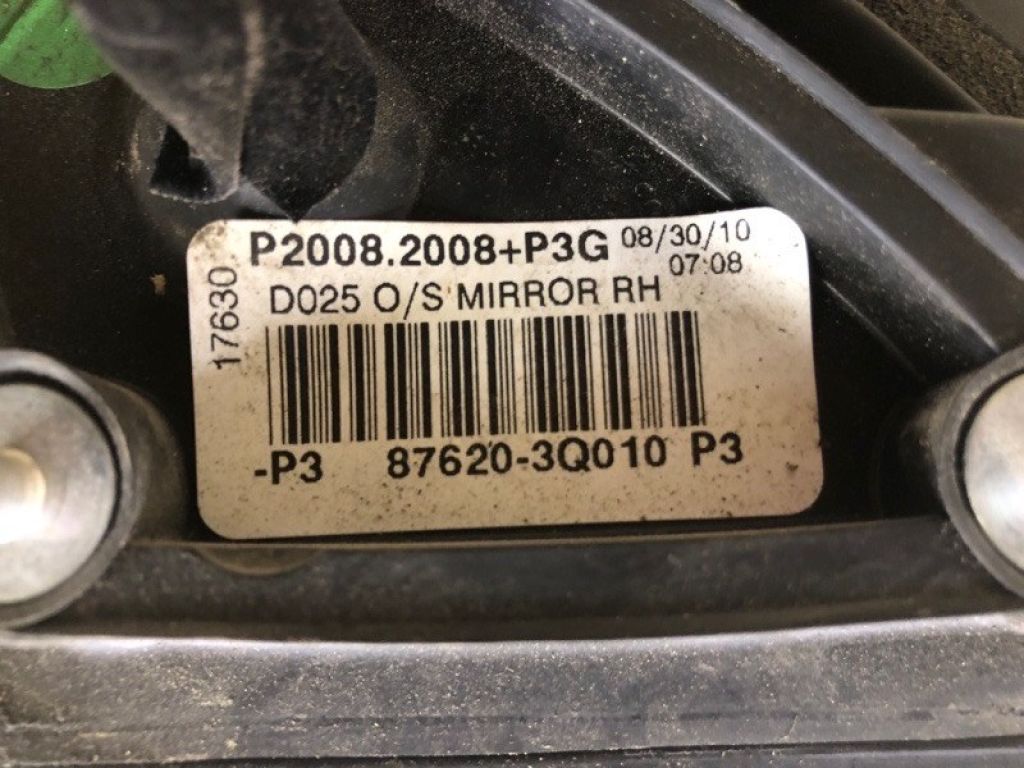 P2008.2008+P3G 08/30/10
07:08
17630
D025 O/S MIRROR RH
-P3 87620-3Q010 P3